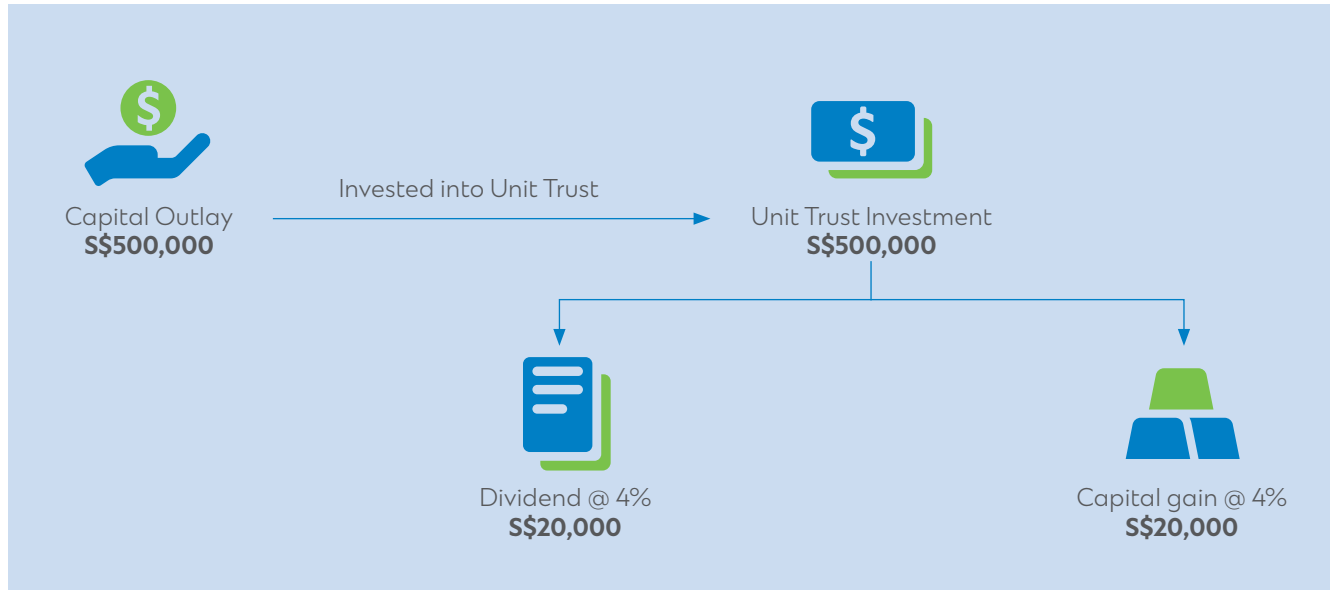 $
$
Invested into Unit Trust
Capital Outlay
S$500,000
Unit Trust Investment
S$500,000
Dividend @ 4%
S$20,000
Capital gain @ 4%
S$20,000